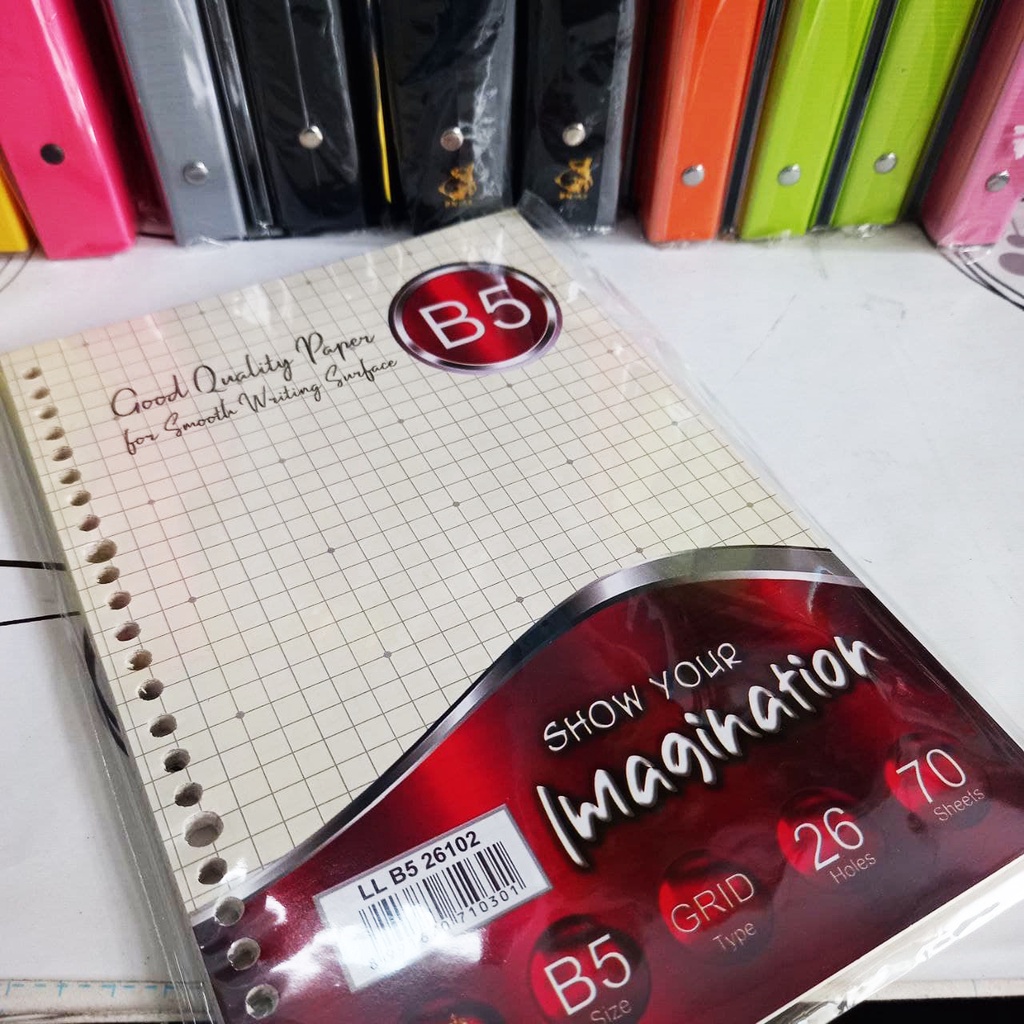 B5
Good Quality Paper
for Smooth Writing Surface
SHOW YOUR
Imagination
LL B5 26102
B5
Size
GRID
Type
26
Holes
70
Sheets